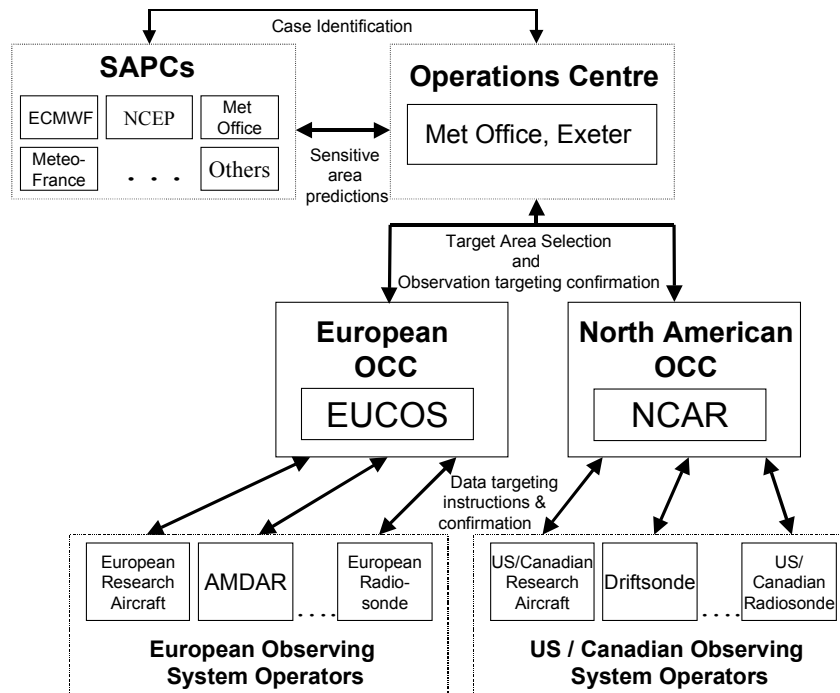 Case Identification
SAPCs
ECMWF
NCEP
Met
Office
Meteo-
France
. . .
Others
Sensitive
area
predictions
Operations Centre
Met Office, Exeter
Target Area Selection
and
Observation targeting confirmation
European
OCC
EUCOS
North American
OCC
NCAR
Data targeting
instructions &
confirmation
European
Research
Aircraft
AMDAR
....
European
Radio-
sonde
European Observing
System Operators
US/Canadian
Research
Aircraft
Driftsonde
....
US/
Canadian
Radiosonde
US / Canadian Observing
System Operators